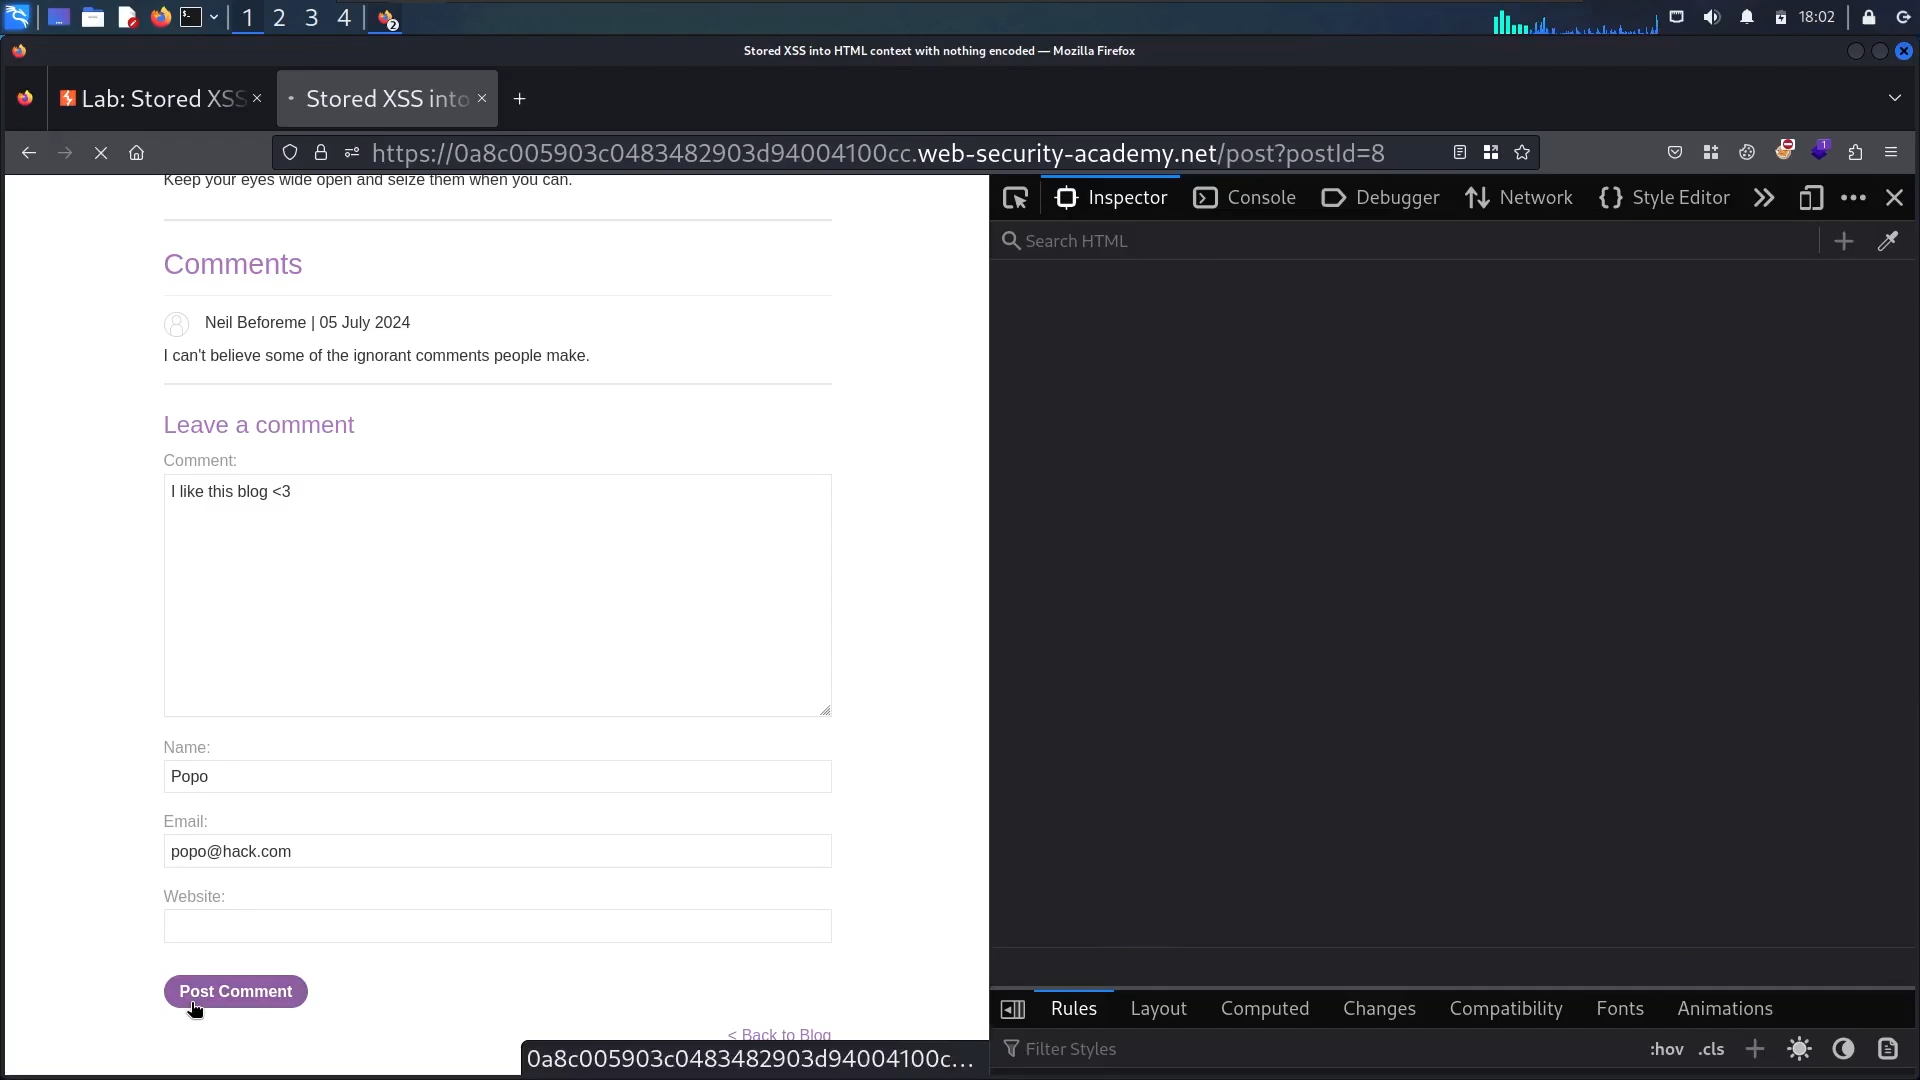 1 2 3 4
2
18:02
Stored XSS into HTML context with nothing encoded — Mozilla Firefox
Lab: Stored XSS
Stored XSS into
https://0a8c005903c0483482903d94004100cc.web-security-academy.net/post?postId=8
1
Keep your eyes wide open and seize them when you can.
Inspector
Console
Debugger
Network
Style Editor
Search HTML
Comments
Neil Beforeme | 05 July 2024
I can't believe some of the ignorant comments people make.
Leave a comment
Comment:
I like this blog <3
Name:
Popo
Email:
popo@hack.com
Website:
Post Comment
< Back to Blog
0a8c005903c0483482903d94004100c...
Rules
Layout
Computed
Changes
Compatibility
Fonts
Animations
Filter Styles
:hov .cls